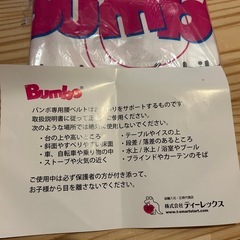 Bumbo
Bumbo
バンボ専用腰ベルトは お座りをサポートするものです。
取扱説明書に従って正しくご使用ください。
次のような場所では絶対に使用しないでください。
・台の上や高いところ
・テーブルやイスの上
・斜面やすべりやすい床面
・段差/落差のあるところ
・車、自転車や乗り物の中
・水上/氷上/浴室やプール
・ストーブや火気の近く
・ブラインドやカーテンのそば
ご使用中は必ず保護者の方が付き添って、
お子様から目を離さないでください。
株式会社ティーレックス